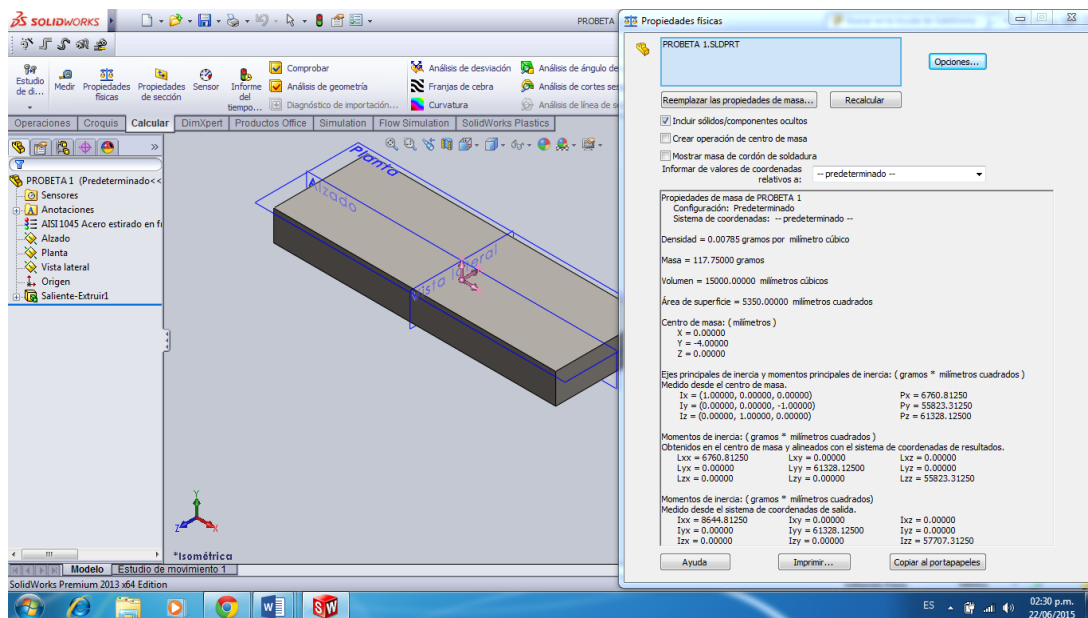 SOLIDWORKS
PROBETA
Estudio de di...
Medir
Propiedades físicas
Propiedades de sección
Sensor
Informe del tiempo...
Comprobar
Análisis de geometría
Diagnóstico de importación...
Análisis de desviación
Franjas de cebra
Curvatura
Análisis de ángulo de
Análisis de cortes ses
Análisis de línea de s
Operaciones Croquis Calcular DimXpert Productos Office Simulation Flow Simulation SolidWorks Plastics
PROBETA 1 (Predeterminado<<
Sensores
Anotaciones
AISI 1045 Acero estirado en fr
Alzado
Planta
Vista lateral
Origen
Saliente-Extruir1
Planta
Alzado
Vista lateral
Y
Z
X
*Isométrica
Modelo Estudio de movimiento 1
SolidWorks Premium 2013 x64 Edition
Propiedades físicas
PROBETA 1.SLDPRT
Opciones...
Reemplazar las propiedades de masa... Recalcular
Incluir sólidos/componentes ocultos
Crear operación de centro de masa
Mostrar masa de cordón de soldadura
Informar de valores de coordenadas relativos a: -- predeterminado --
Propiedades de masa de PROBETA 1
Configuración: Predeterminado
Sistema de coordenadas: -- predeterminado --
Densidad = 0.00785 gramos por milímetro cúbico
Masa = 117.75000 gramos
Volumen = 15000.00000 milímetros cúbicos
Área de superficie = 5350.00000 milímetros cuadrados
Centro de masa: ( milímetros )
X = 0.00000
Y = -4.00000
Z = 0.00000
Ejes principales de inercia y momentos principales de inercia: ( gramos * milímetros cuadrados )
Medido desde el centro de masa.
Ix = (1.00000, 0.00000, 0.00000) Px = 6760.81250
Iy = (0.00000, 0.00000, -1.00000) Py = 55823.31250
Iz = (0.00000, 1.00000, 0.00000) Pz = 61328.12500
Momentos de inercia: ( gramos * milímetros cuadrados )
Obtenidos en el centro de masa y alineados con el sistema de coordenadas de resultados.
Lxx = 6760.81250 Lxy = 0.00000 Lxz = 0.00000
Lyx = 0.00000 Lyy = 61328.12500 Lyz = 0.00000
Lzx = 0.00000 Lzy = 0.00000 Lzz = 55823.31250
Momentos de inercia: ( gramos * milímetros cuadrados)
Medido desde el sistema de coordenadas de salida.
Ixx = 8644.81250 Ixy = 0.00000 Ixz = 0.00000
Iyx = 0.00000 Iyy = 61328.12500 Iyz = 0.00000
Izx = 0.00000 Izy = 0.00000 Izz = 57707.31250
Ayuda Imprimir... Copiar al portapapeles
ES
02:30 p.m.
22/06/2015